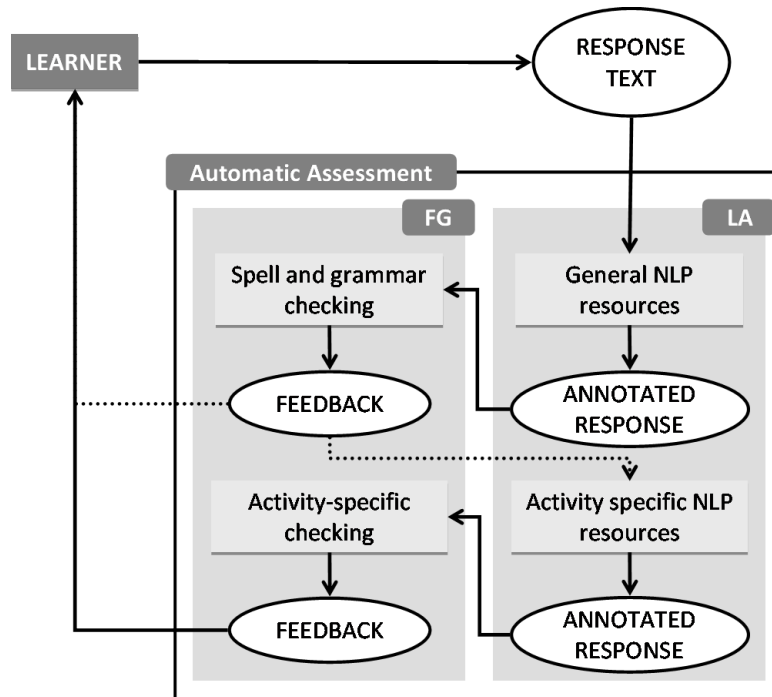 LEARNER
RESPONSE
TEXT
Automatic Assessment
FG
LA
Spell and grammar
checking
General NLP
resources
FEEDBACK
ANNOTATED
RESPONSE
Activity-specific
checking
Activity specific NLP
resources
FEEDBACK
ANNOTATED
RESPONSE